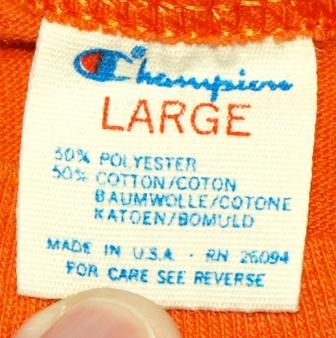 Champion
LARGE
50% POLYESTER
50% COTTON/COTON
BAUMWOLLE/COTONE
KATOEN/BOMULD
MADE IN U.S.A. · RN 26094
FOR CARE SEE REVERSE